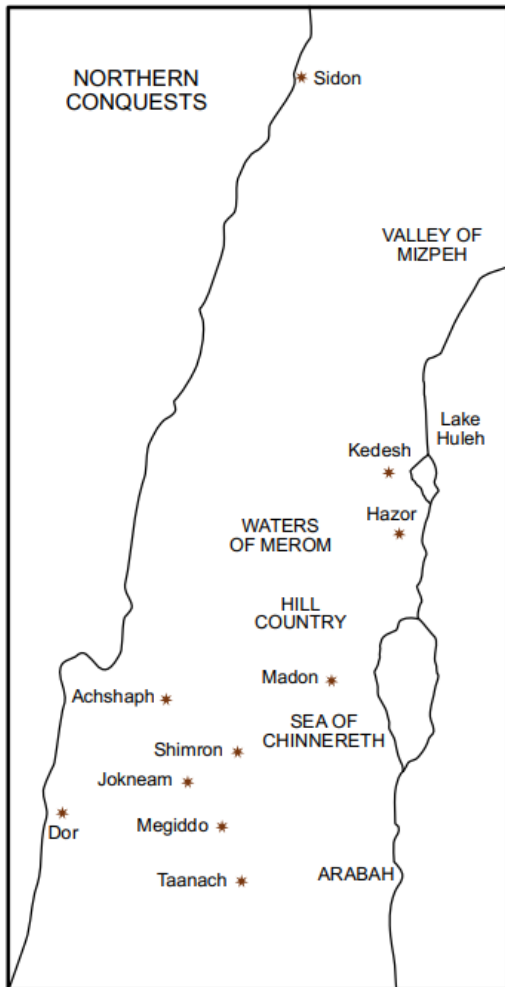 NORTHERN
CONQUESTS
Sidon
VALLEY OF
MIZPEH
Lake
Huleh
Kedesh
Hazor
WATERS
OF MEROM
HILL
COUNTRY
Madon
Achshaph
SEA OF
CHINNERETH
Shimron
Jokneam
Megiddo
Dor
Taanach
ARABAH